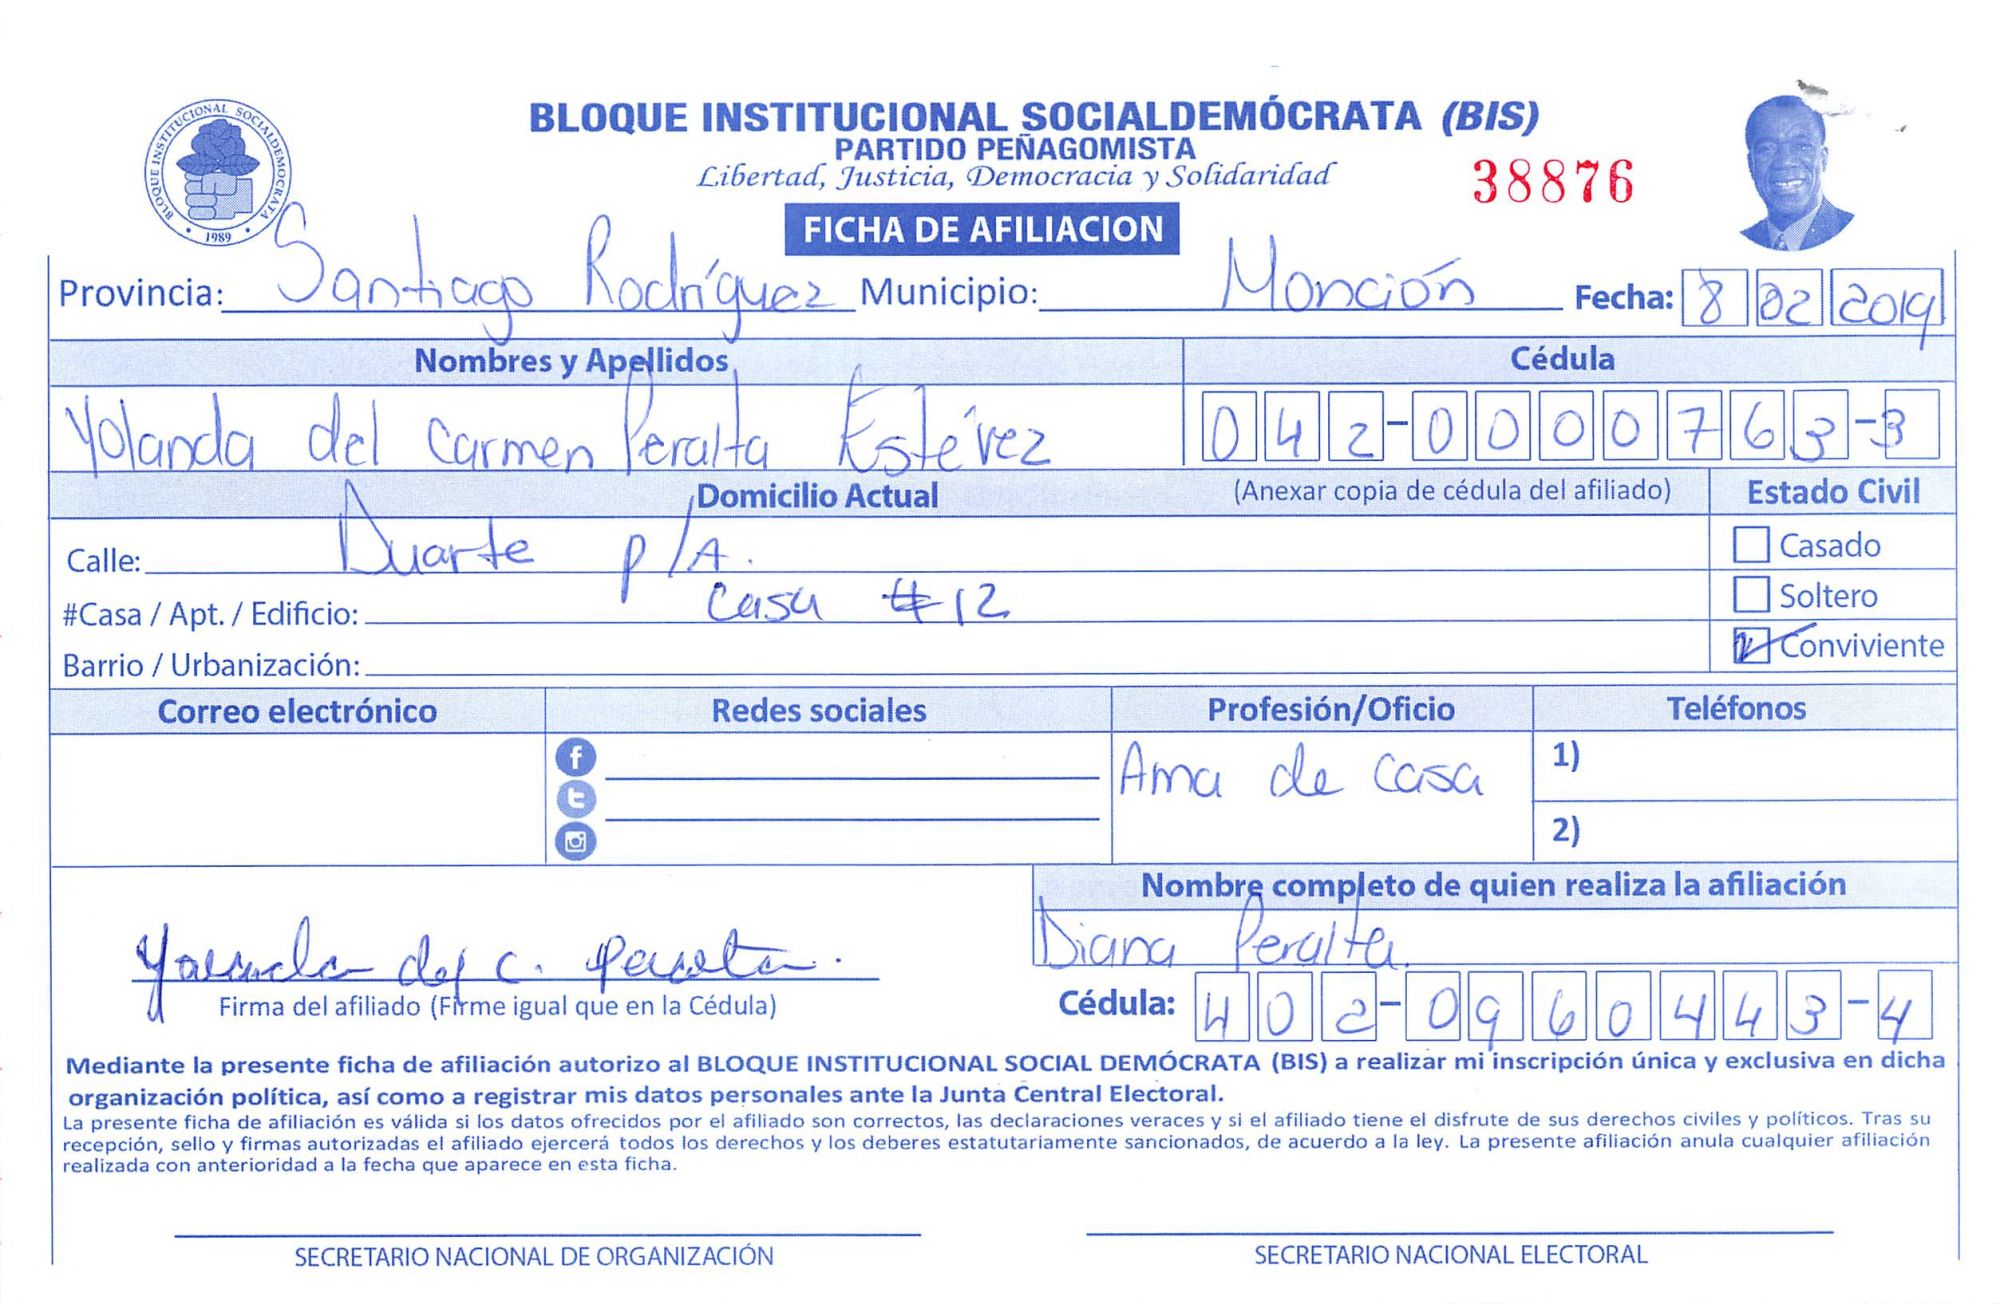 BLOQUE INSTITUCIONAL SOCIALDEMOCRATA
1989
BLOQUE INSTITUCIONAL SOCIALDEMÓCRATA (BIS)
PARTIDO PEÑAGOMISTA
Libertad, Justicia, Democracia y Solidaridad
38876
FICHA DE AFILIACION
Provincia: Santiago Rodríguez Municipio: Monción Fecha: 8 02 2019
Nombres y Apellidos Cédula
Yolanda del Carmen Peralta Estévez 042-0000763-3
Domicilio Actual (Anexar copia de cédula del afiliado) Estado Civil
Calle: Duarte p/A. Casado
#Casa / Apt. / Edificio: Casa #12 Soltero
Barrio / Urbanización: Conviviente
Correo electrónico Redes sociales Profesión/Oficio Teléfonos
Ama de casa 1)
2)
Nombre completo de quien realiza la afiliación
Diana Peralta.
Yolanda del C. Peralta.
Firma del afiliado (Firme igual que en la Cédula) Cédula: 402-0960443-4
Mediante la presente ficha de afiliación autorizo al BLOQUE INSTITUCIONAL SOCIAL DEMÓCRATA (BIS) a realizar mi inscripción única y exclusiva en dicha
organización política, así como a registrar mis datos personales ante la Junta Central Electoral.
La presente ficha de afiliación es válida si los datos ofrecidos por el afiliado son correctos, las declaraciones veraces y si el afiliado tiene el disfrute de sus derechos civiles y políticos. Tras su
recepción, sello y firmas autorizadas el afiliado ejercerá todos los derechos y los deberes estatutariamente sancionados, de acuerdo a la ley. La presente afiliación anula cualquier afiliación
realizada con anterioridad a la fecha que aparece en esta ficha.
SECRETARIO NACIONAL DE ORGANIZACIÓN SECRETARIO NACIONAL ELECTORAL